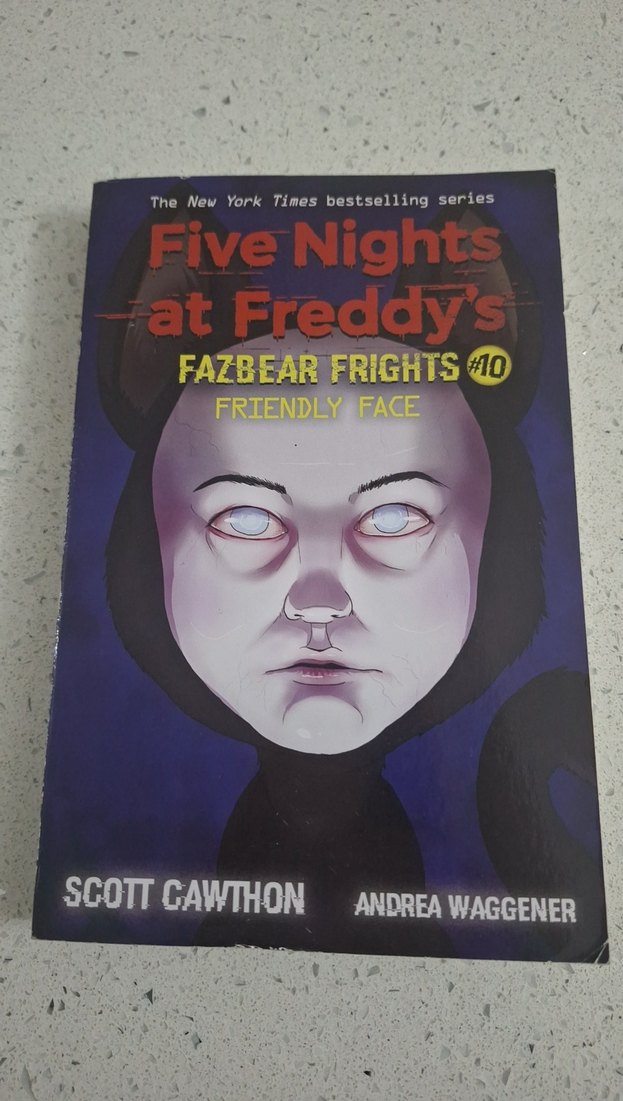 The New York Times bestselling series
Five Nights
at Freddy's
FAZBEAR FRIGHTS #10
FRIENDLY FACE
SCOTT CAWTHON ANDREA WAGGENER